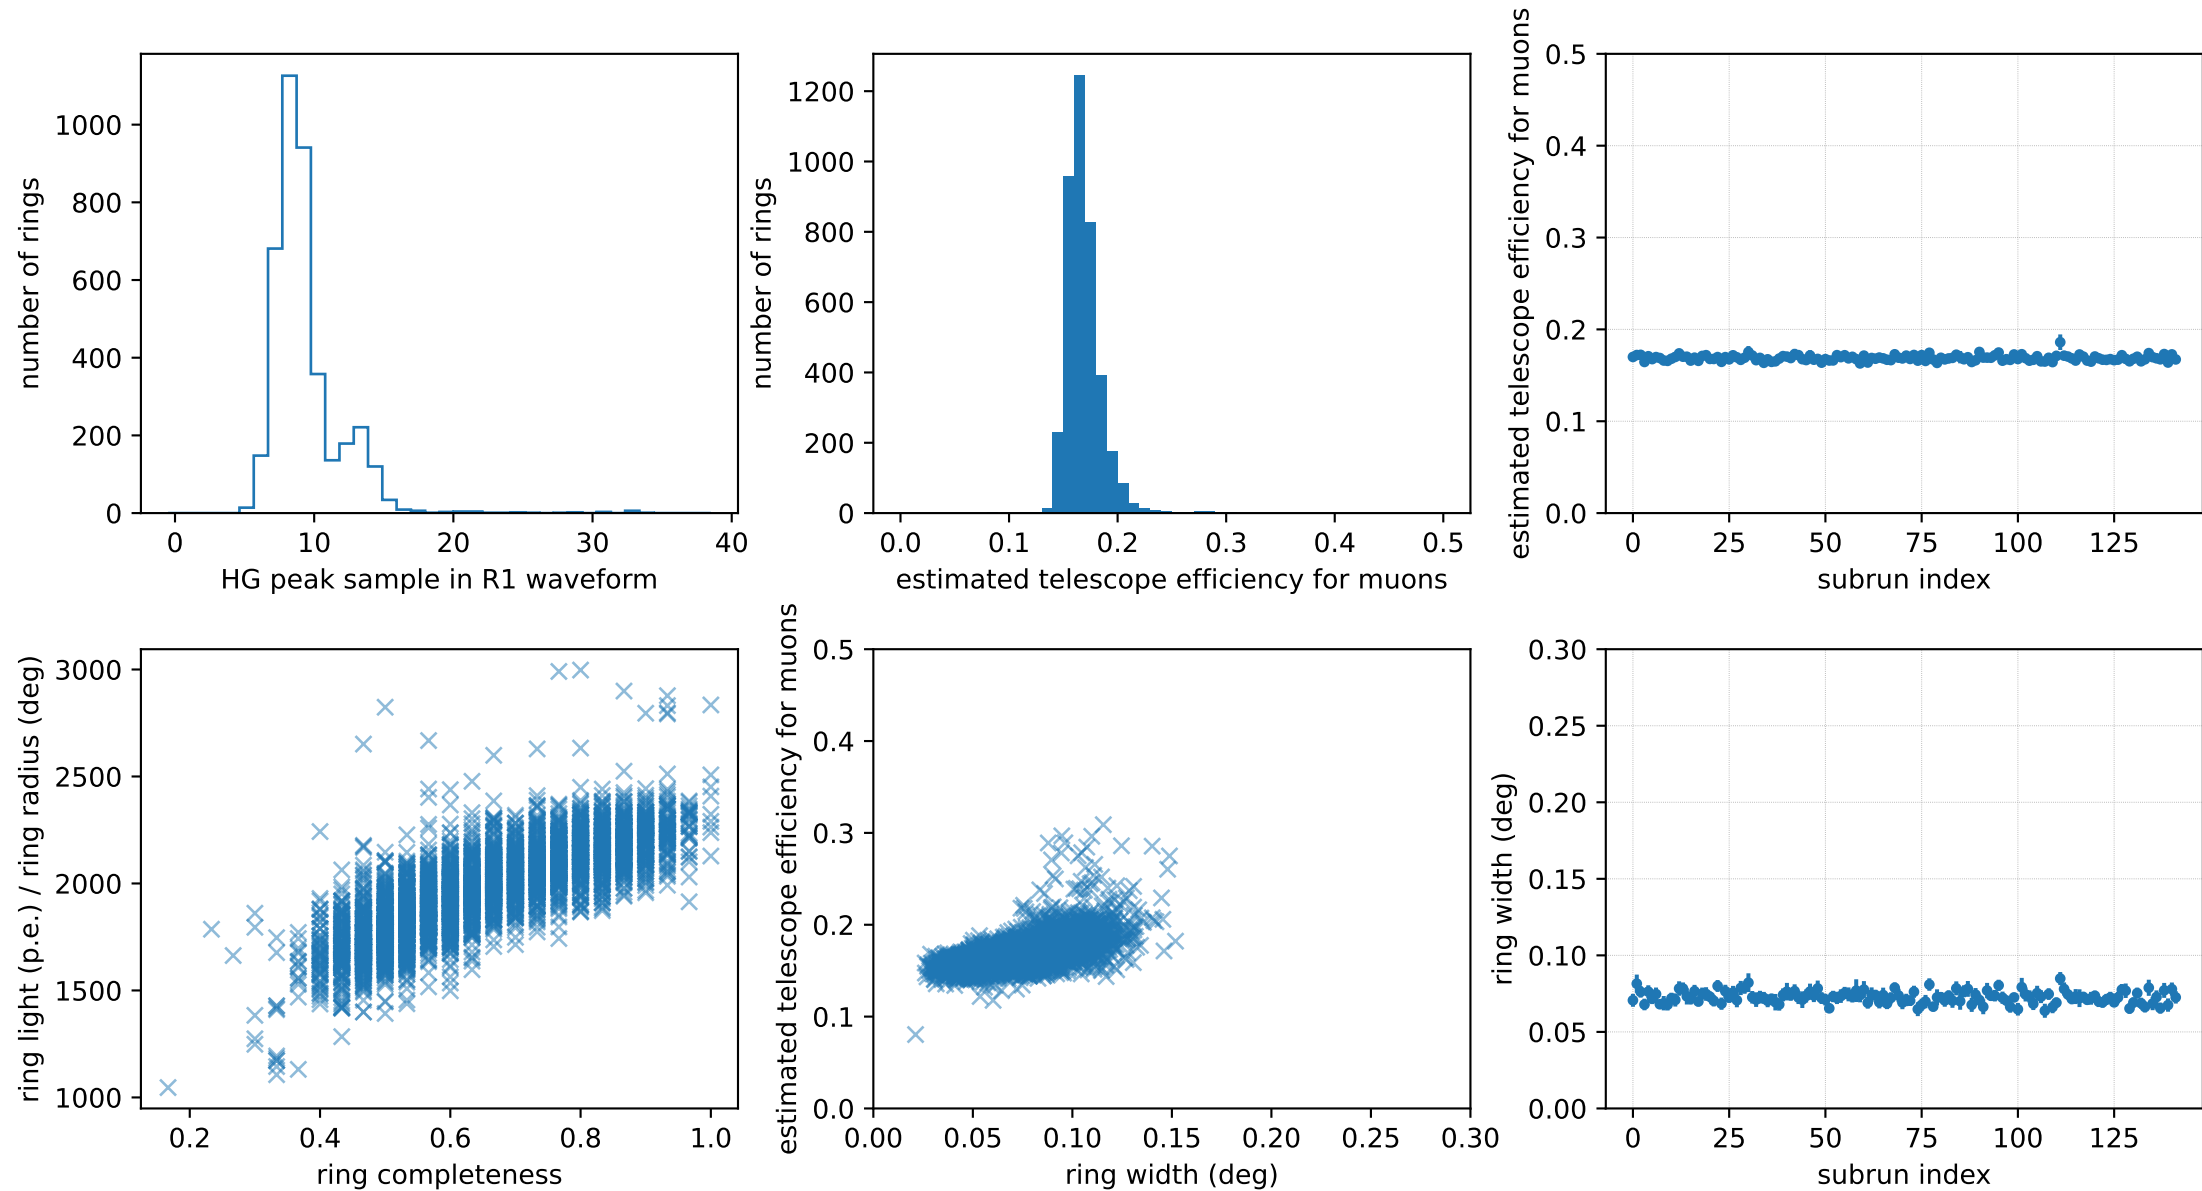 number of rings
1000
800
600
400
200
0
0 10 20 30 40
HG peak sample in R1 waveform
number of rings
1200
1000
800
600
400
200
0
0.0 0.1 0.2 0.3 0.4 0.5
estimated telescope efficiency for muons
estimated telescope efficiency for muons
0.5
0.4
0.3
0.2
0.1
0.0
0 25 50 75 100 125
subrun index
ring light (p.e.) / ring radius (deg)
3000
2500
2000
1500
1000
0.2 0.4 0.6 0.8 1.0
ring completeness
estimated telescope efficiency for muons
0.5
0.4
0.3
0.2
0.1
0.0
0.00 0.05 0.10 0.15 0.20 0.25 0.30
ring width (deg)
ring width (deg)
0.30
0.25
0.20
0.15
0.10
0.05
0.00
0 25 50 75 100 125
subrun index